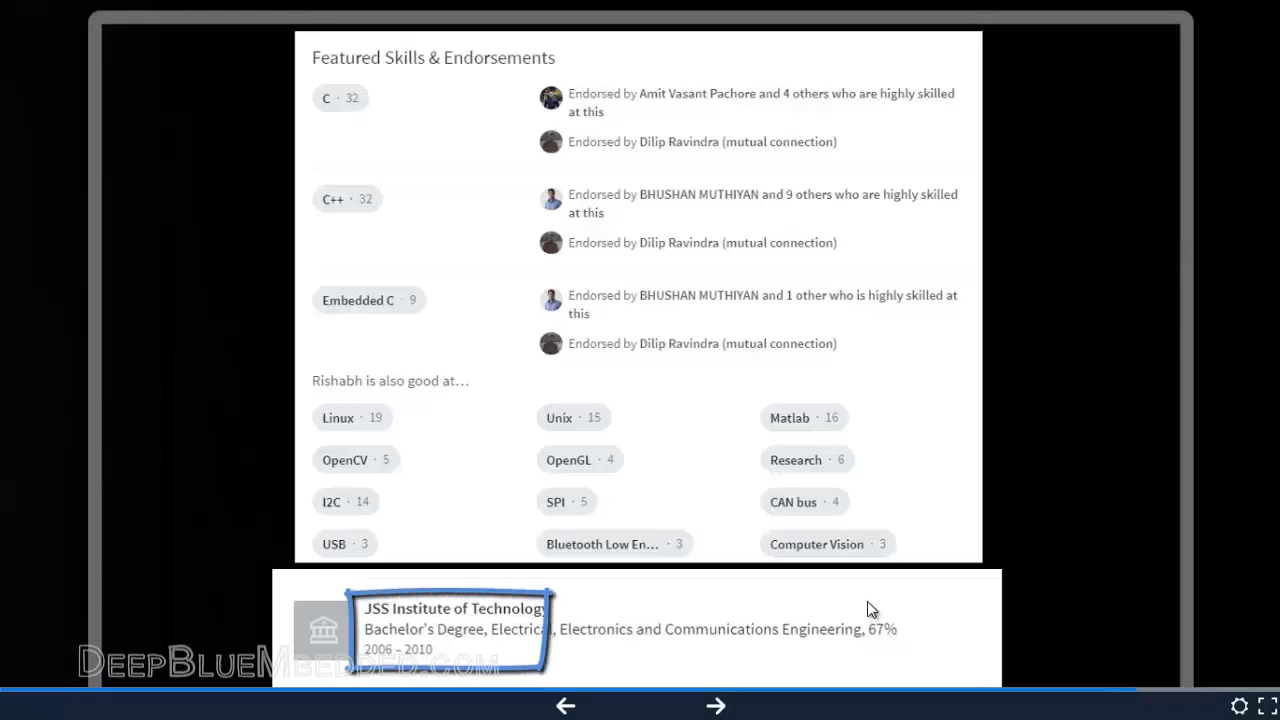 Featured Skills & Endorsements
C · 32
Endorsed by Amit Vasant Pachore and 4 others who are highly skilled
at this
Endorsed by Dilip Ravindra (mutual connection)
C++ · 32
Endorsed by BHUSHAN MUTHIYAN and 9 others who are highly skilled
at this
Endorsed by Dilip Ravindra (mutual connection)
Embedded C · 9
Endorsed by BHUSHAN MUTHIYAN and 1 other who is highly skilled at
this
Endorsed by Dilip Ravindra (mutual connection)
Rishabh is also good at...
Linux · 19 Unix · 15 Matlab · 16
OpenCV · 5 OpenGL · 4 Research · 6
I2C · 14 SPI · 5 CAN bus · 4
USB · 3 Bluetooth Low En... · 3 Computer Vision · 3
JSS Institute of Technology
Bachelor's Degree, Electrical, Electronics and Communications Engineering, 67%
2006 – 2010
DeepBlueMbedded.com